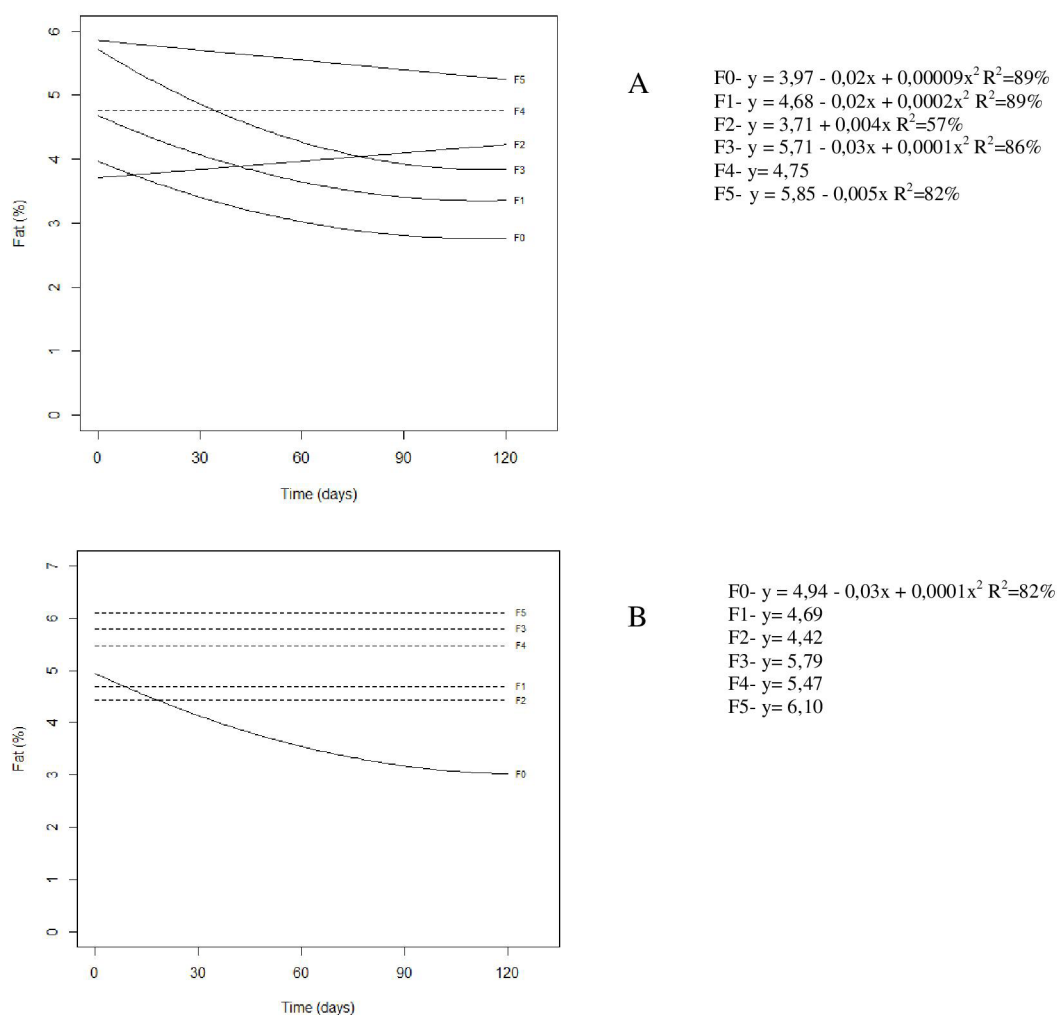 6
5
4
3
2
1
0
Fat (%)
F5
F4
F2
F3
F1
F0
0 30 60 90 120
Time (days)
A
F0- y = 3,97 - 0,02x + 0,00009x² R²=89%
F1- y = 4,68 - 0,02x + 0,0002x² R²=89%
F2- y = 3,71 + 0,004x R²=57%
F3- y = 5,71 - 0,03x + 0,0001x² R²=86%
F4- y= 4,75
F5- y = 5,85 - 0,005x R²=82%
7
6
5
4
3
2
1
0
Fat (%)
F5
F3
F4
F1
F2
F0
0 30 60 90 120
Time (days)
B
F0- y = 4,94 - 0,03x + 0,0001x² R²=82%
F1- y= 4,69
F2- y= 4,42
F3- y= 5,79
F4- y= 5,47
F5- y= 6,10